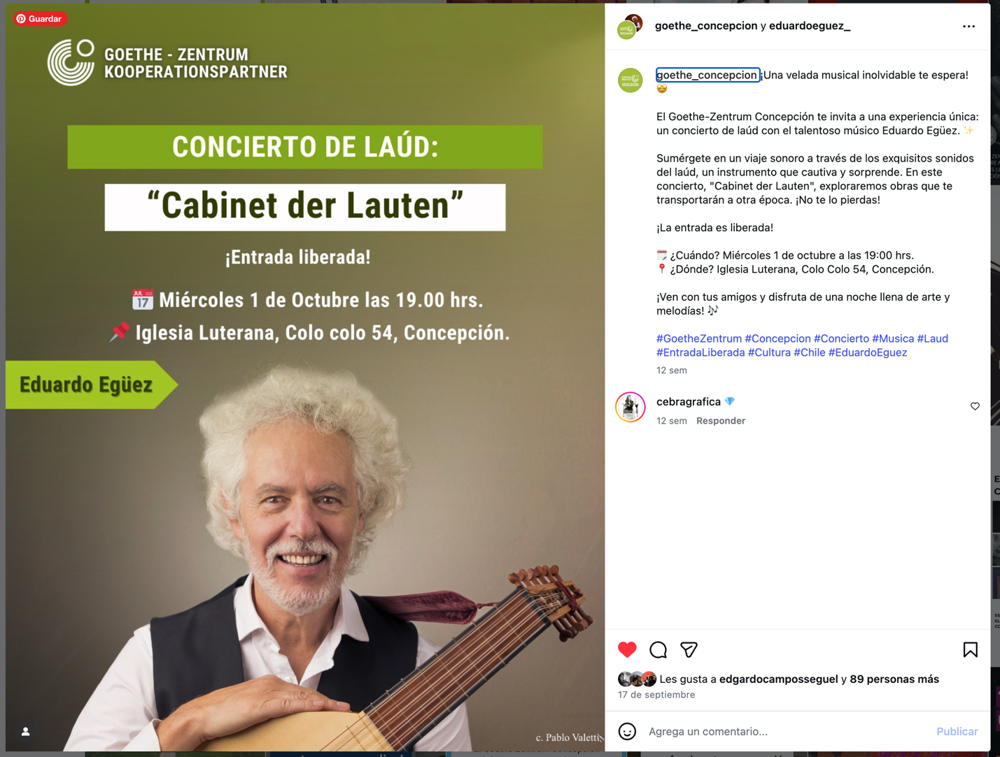 Guardar
GOETHE - ZENTRUM
KOOPERATIONSPARTNER
CONCIERTO DE LAÚD:
“Cabinet der Lauten”
¡Entrada liberada!
JUL
17
Miércoles 1 de Octubre las 19.00 hrs.
Iglesia Luterana, Colo colo 54, Concepción.
Eduardo Egüez
c. Pablo Valetti
goethe_concepcion y eduardoeguez_
goethe_concepcion ¡Una velada musical inolvidable te espera!
El Goethe-Zentrum Concepción te invita a una experiencia única:
un concierto de laúd con el talentoso músico Eduardo Egüez.
Sumérgete en un viaje sonoro a través de los exquisitos sonidos
del laúd, un instrumento que cautiva y sorprende. En este
concierto, "Cabinet der Lauten", exploraremos obras que te
transportarán a otra época. ¡No te lo pierdas!
¡La entrada es liberada!
¿Cuándo? Miércoles 1 de octubre a las 19:00 hrs.
¿Dónde? Iglesia Luterana, Colo Colo 54, Concepción.
¡Ven con tus amigos y disfruta de una noche llena de arte y
melodías!
#GoetheZentrum #Concepcion #Concierto #Musica #Laud
#EntradaLiberada #Cultura #Chile #EduardoEguez
12 sem
cebragrafica
12 sem Responder
Les gusta a edgardocamposseguel y 89 personas más
17 de septiembre
Agrega un comentario...
Publicar